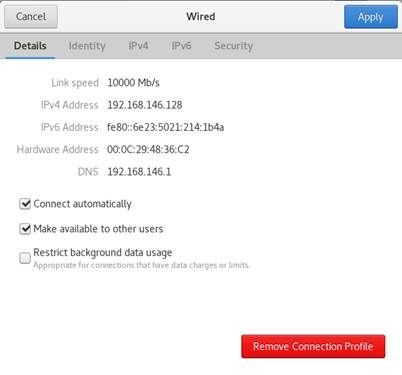 Cancel Wired Apply
Details Identity IPv4 IPv6 Security
Link speed 10000 Mb/s
IPv4 Address 192.168.146.128
IPv6 Address fe80::6e23:5021:214:1b4a
Hardware Address 00:0C:29:48:36:C2
DNS 192.168.146.1
Connect automatically
Make available to other users
Restrict background data usage
Appropriate for connections that have data charges or limits.
Remove Connection Profile